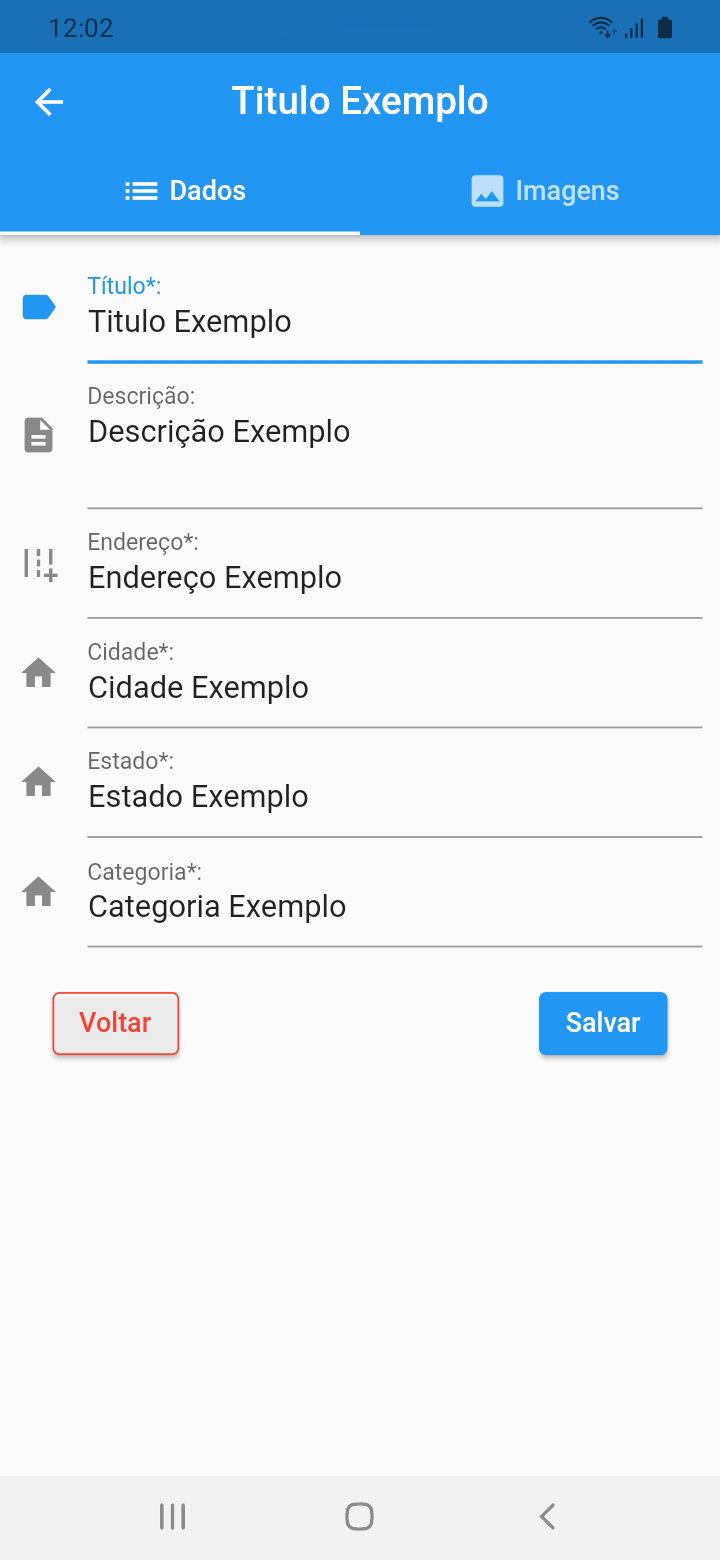 12:02
Titulo Exemplo
Dados
Imagens
Título*:
Titulo Exemplo
Descrição:
Descrição Exemplo
Endereço*:
Endereço Exemplo
Cidade*:
Cidade Exemplo
Estado*:
Estado Exemplo
Categoria*:
Categoria Exemplo
Voltar
Salvar